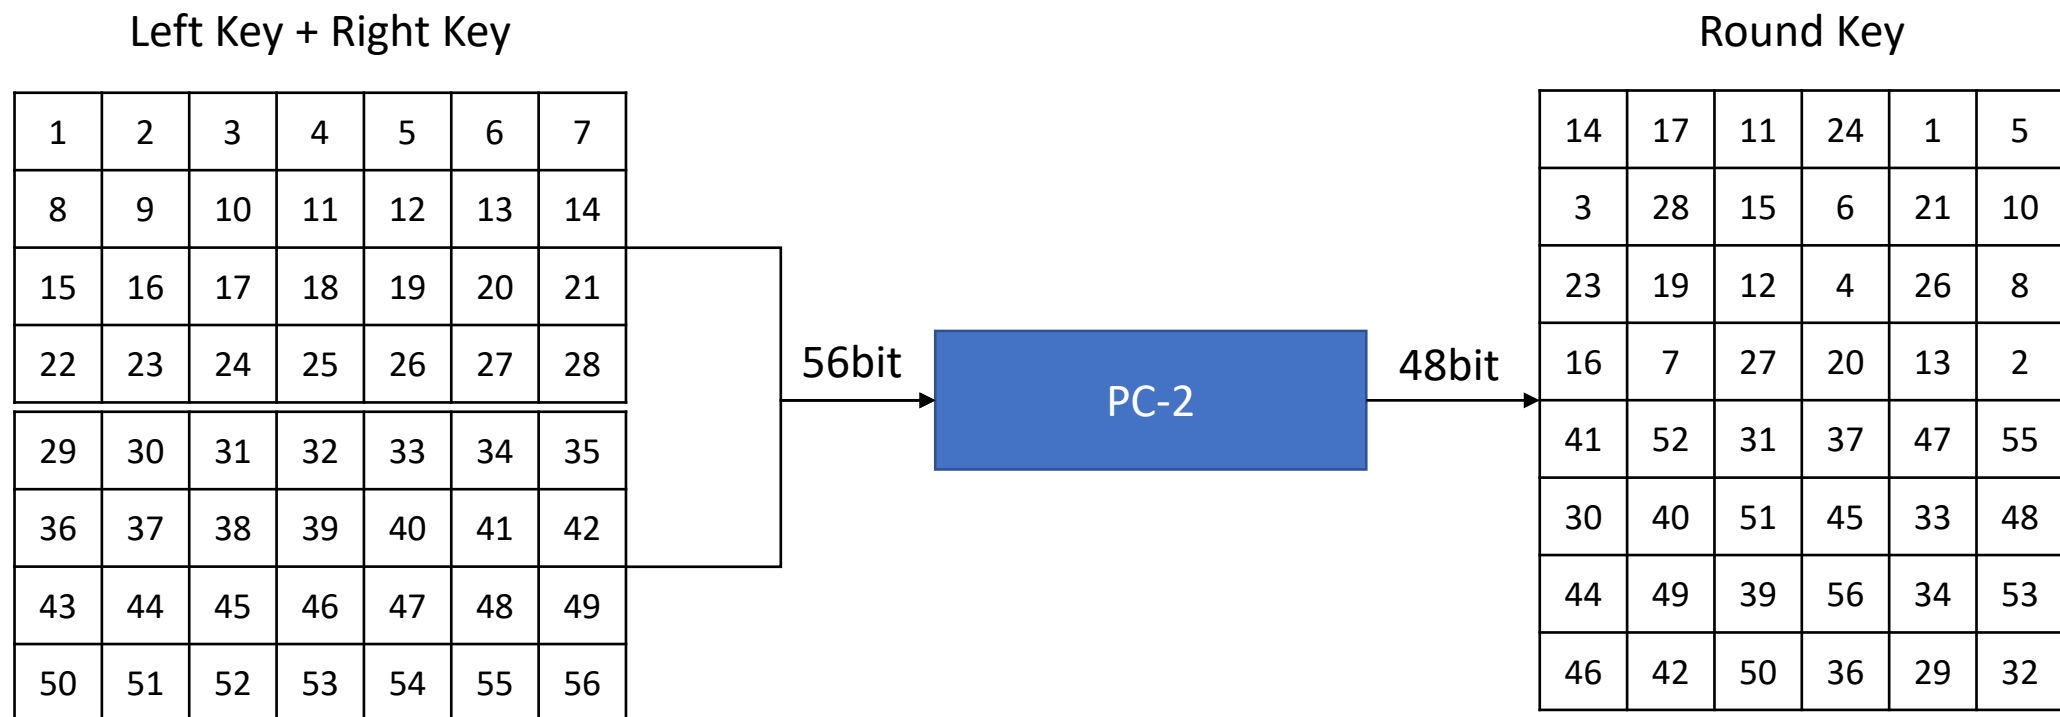 Left Key + Right Key
1 2 3 4 5 6 7
8 9 10 11 12 13 14
15 16 17 18 19 20 21
22 23 24 25 26 27 28
29 30 31 32 33 34 35
36 37 38 39 40 41 42
43 44 45 46 47 48 49
50 51 52 53 54 55 56
56bit
PC-2
48bit
Round Key
14 17 11 24 1 5
3 28 15 6 21 10
23 19 12 4 26 8
16 7 27 20 13 2
41 52 31 37 47 55
30 40 51 45 33 48
44 49 39 56 34 53
46 42 50 36 29 32